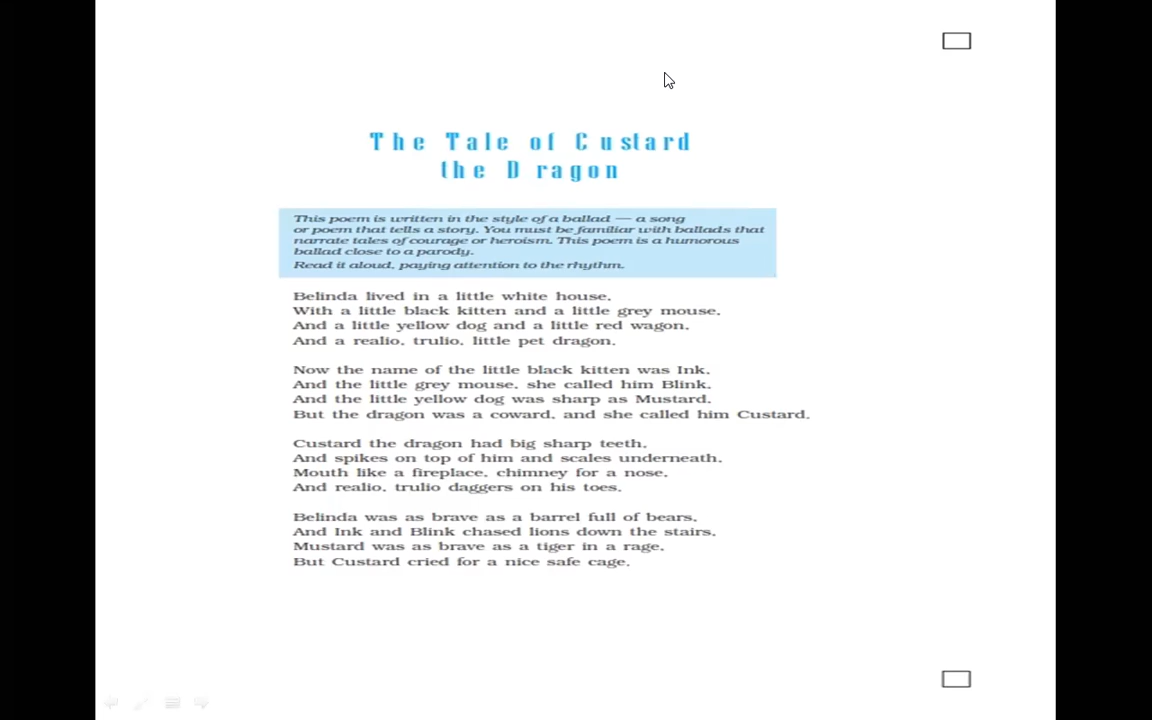 The Tale of Custard
the Dragon
This poem is written in the style of a ballad — a song
or poem that tells a story. You must be familiar with ballads that
narrate tales of courage or heroism. This poem is a humorous
ballad close to a parody.
Read it aloud, paying attention to the rhythm.
Belinda lived in a little white house,
With a little black kitten and a little grey mouse,
And a little yellow dog and a little red wagon,
And a realio, trulio, little pet dragon.
Now the name of the little black kitten was Ink,
And the little grey mouse, she called him Blink,
And the little yellow dog was sharp as Mustard,
But the dragon was a coward, and she called him Custard.
Custard the dragon had big sharp teeth,
And spikes on top of him and scales underneath,
Mouth like a fireplace, chimney for a nose,
And realio, trulio daggers on his toes.
Belinda was as brave as a barrel full of bears,
And Ink and Blink chased lions down the stairs,
Mustard was as brave as a tiger in a rage,
But Custard cried for a nice safe cage.